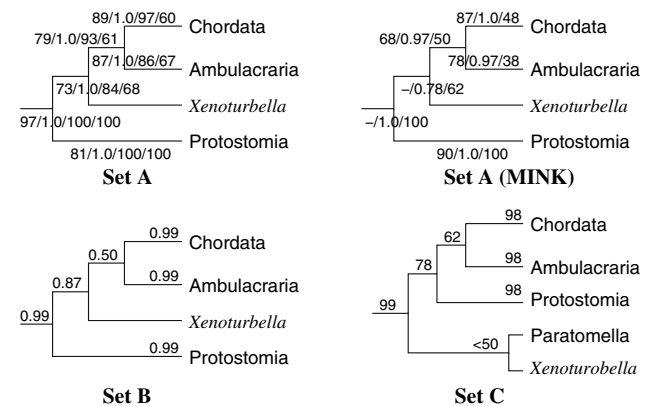 89/1.0/97/60
Chordata
79/1.0/93/61
87/1.0/86/67
Ambulacraria
73/1.0/84/68
Xenoturbella
97/1.0/100/100
Protostomia
81/1.0/100/100
Set A
87/1.0/48
Chordata
68/0.97/50
78/0.97/38
Ambulacraria
–/0.78/62
Xenoturbella
–/1.0/100
Protostomia
90/1.0/100
Set A (MINK)
0.99
Chordata
0.50
0.99
Ambulacraria
0.87
Xenoturbella
0.99
0.99
Protostomia
Set B
98
Chordata
62
98
Ambulacraria
78
98
Protostomia
99
Paratomella
<50
Xenoturobella
Set C